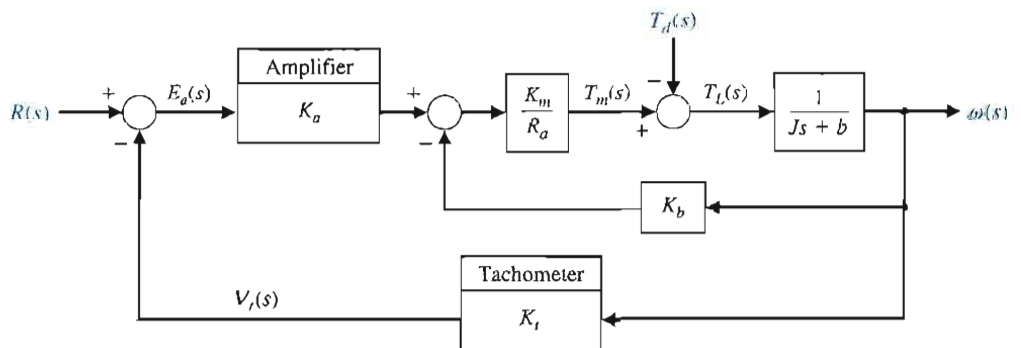 T_d(s)
Amplifier
R(s)
+
−
E_a(s)
K_a
+
−
K_m
R_a
T_m(s)
−
+
T_L(s)
1
Js + b
ω(s)
K_b
Tachometer
V_t(s)
K_t